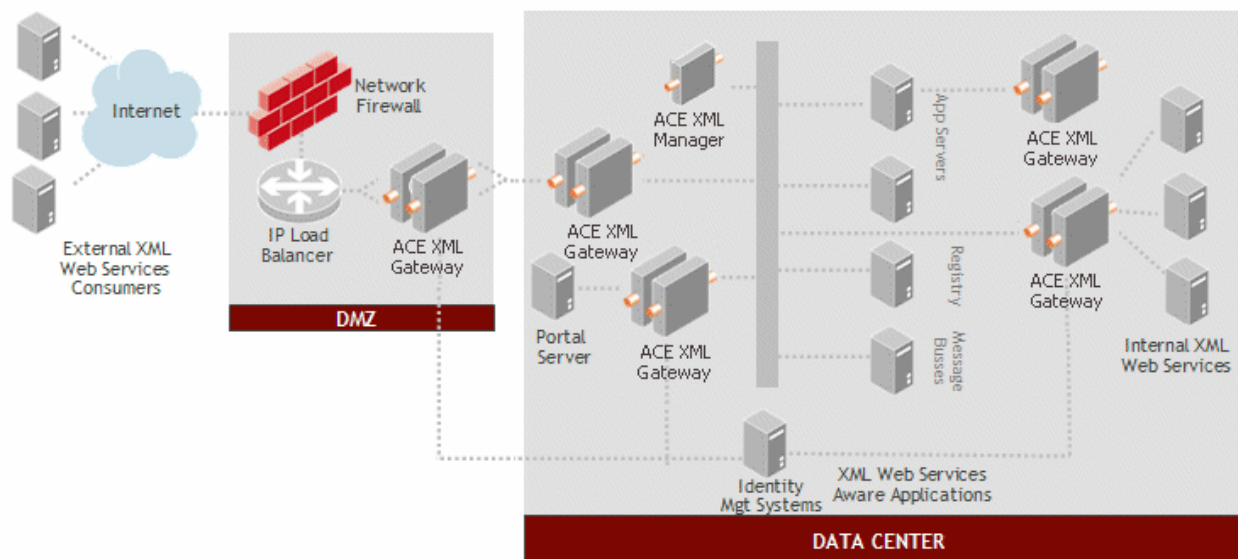 Internet
External XML
Web Services
Consumers
Network
Firewall
IP Load
Balancer
ACE XML
Gateway
DMZ
ACE XML
Manager
ACE XML
Gateway
Portal
Server
ACE XML
Gateway
App Servers
Registry
Message
Busses
ACE XML
Gateway
ACE XML
Gateway
Internal XML
Web Services
Identity
Mgt Systems
XML Web Services
Aware Applications
DATA CENTER